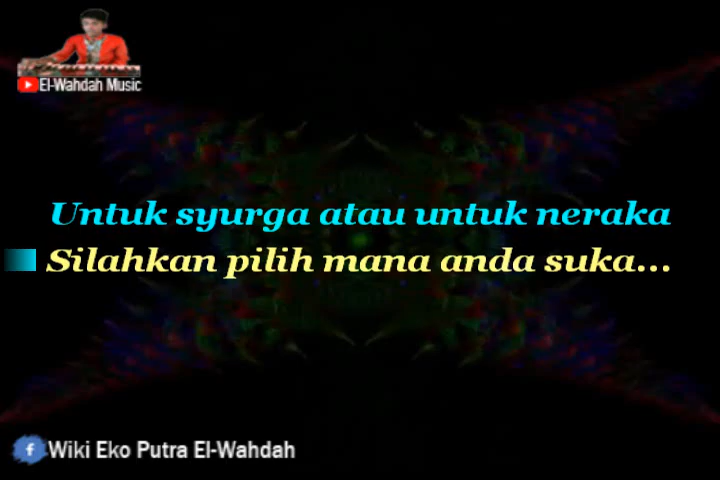 El-Wahdah Music
Untuk syurga atau untuk neraka
Silahkan pilih mana anda suka...
Wiki Eko Putra El-Wahdah